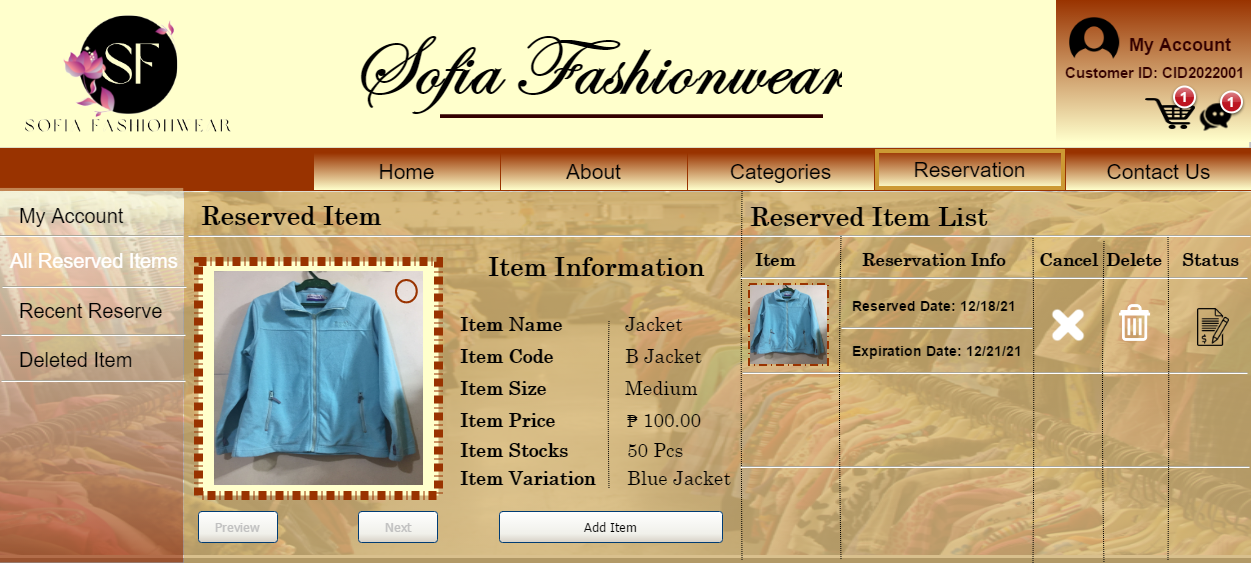 SF
SOFIA FASHIONWEAR
Sofia Fashionwear
My Account
Customer ID: CID2022001
1
1
Home
About
Categories
Reservation
Contact Us
My Account
All Reserved Items
Recent Reserve
Deleted Item
Reserved Item
Item Information
Item Name Jacket
Item Code B Jacket
Item Size Medium
Item Price ₱ 100.00
Item Stocks 50 Pcs
Item Variation Blue Jacket
Preview
Next
Add Item
Reserved Item List
Item Reservation Info Cancel Delete Status
Reserved Date: 12/18/21
Expiration Date: 12/21/21
$